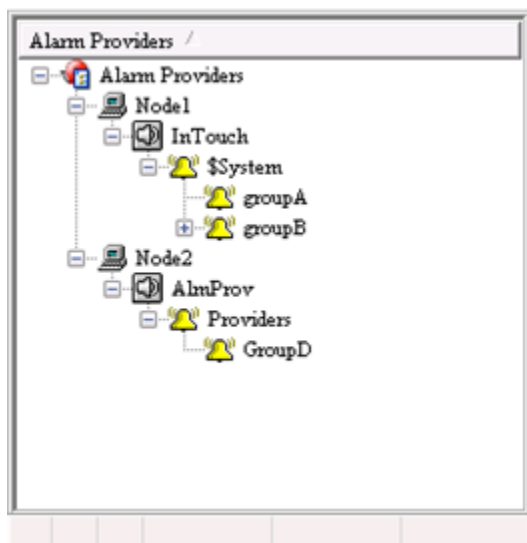 Alarm Providers
Alarm Providers
Node1
InTouch
$System
groupA
groupB
Node2
AlmProv
Providers
GroupD